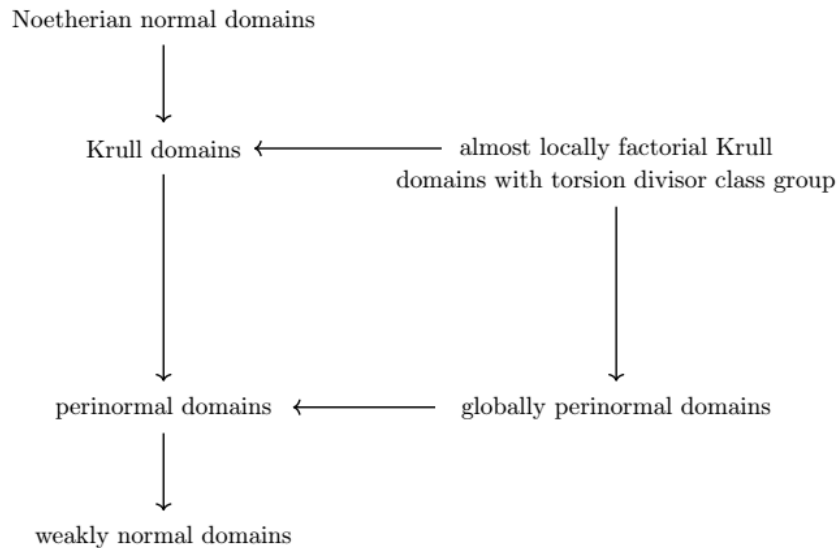 Noetherian normal domains
Krull domains
almost locally factorial Krull
domains with torsion divisor class group
perinormal domains
globally perinormal domains
weakly normal domains